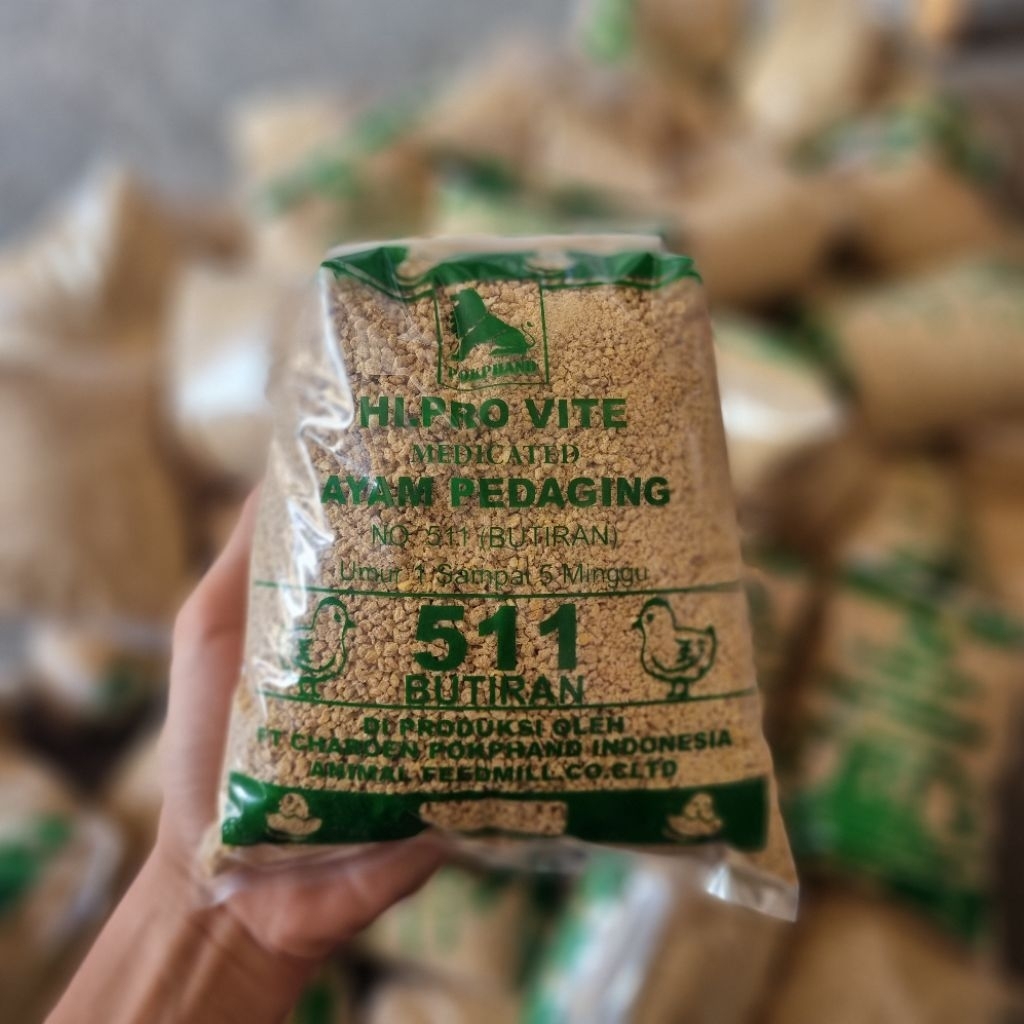 POKPHAND
HI.PRO VITE
MEDICATED
AYAM PEDAGING
NO 511 (BUTIRAN)
Umur 1 Sampai 5 Minggu
511
BUTIRAN
DI PRODUKSI OLEH
PT CHAROEN POKPHAND INDONESIA
ANIMAL FEEDMILL.CO.€LTD